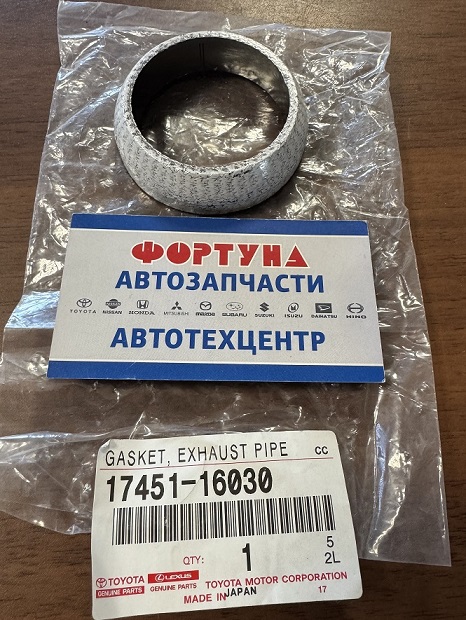 ФОРТУНА
АВТОЗАПЧАСТИ
TOYOTA NISSAN HONDA MITSUBISHI mazda SUBARU SUZUKI ISUZU DAIHATSU HINO
АВТОТЕХЦЕНТР
GASKET, EXHAUST PIPE CC
17451-16030
5
QTY: 1 2L
TOYOTA LEXUS TOYOTA MOTOR CORPORATION
GENUINE PARTS GENUINE PARTS MADE IN JAPAN 17